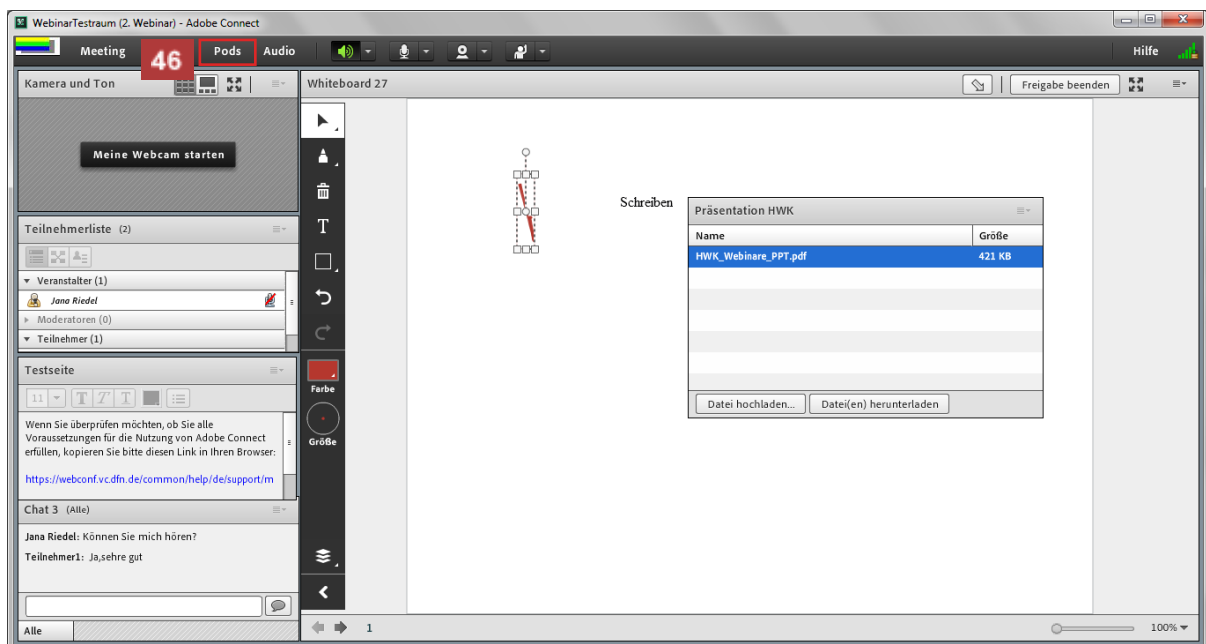 WebinarTestraum (2. Webinar) - Adobe Connect
Meeting
46
Pods
Audio
Hilfe
Kamera und Ton
Meine Webcam starten
Teilnehmerliste (2)
Veranstalter (1)
Jana Riedel
Moderatoren (0)
Teilnehmer (1)
Testseite
11 T T T
Wenn Sie überprüfen möchten, ob Sie alle
Voraussetzungen für die Nutzung von Adobe Connect
erfüllen, kopieren Sie bitte diesen Link in Ihren Browser:
https://webconf.vc.dfn.de/common/help/de/support/m
Chat 3 (Alle)
Jana Riedel: Können Sie mich hören?
Teilnehmer1: Ja,sehre gut
Alle
Whiteboard 27
Freigabe beenden
T
Farbe
Größe
Schreiben
Präsentation HWK
Name Größe
HWK_Webinare_PPT.pdf 421 KB
Datei hochladen... Datei(en) herunterladen
1
100%